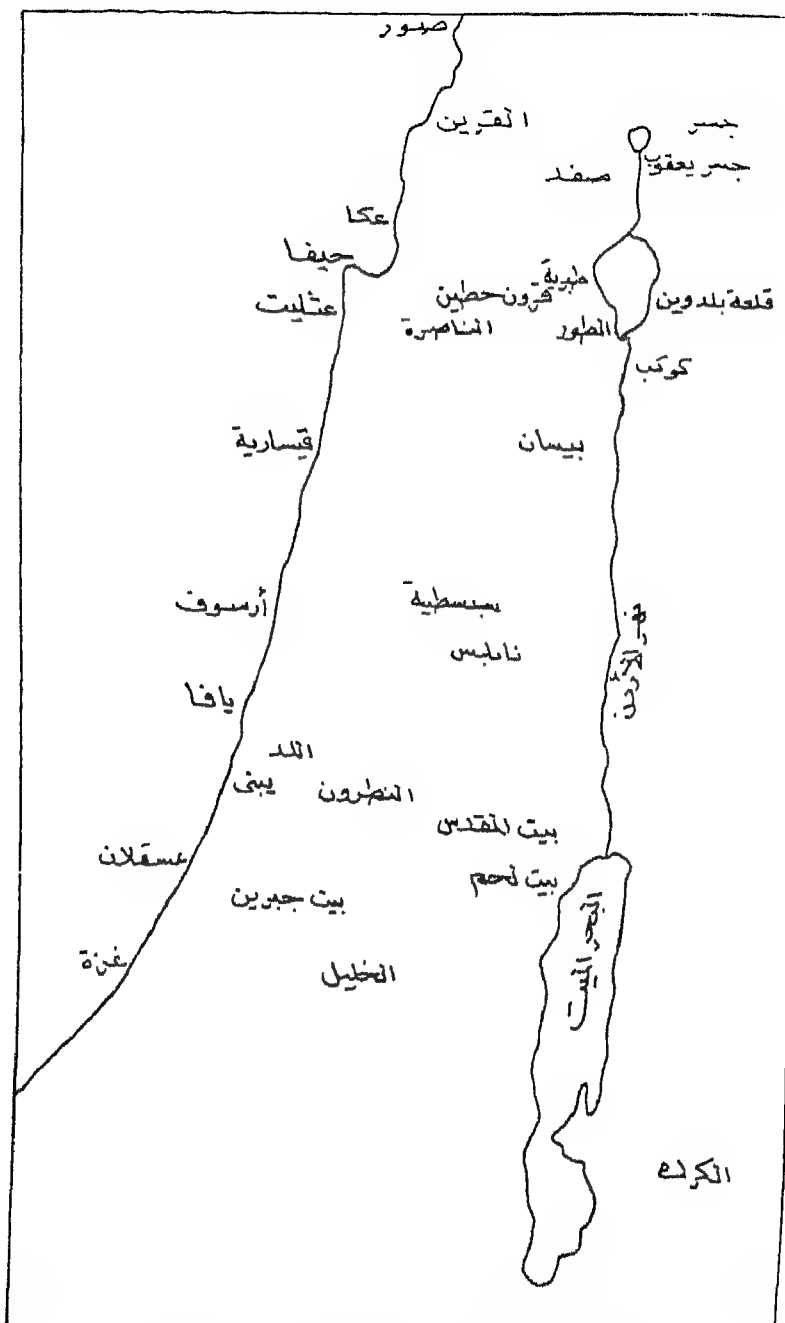 صور
القرين
جسر
جسر يعقوب
صفد
عكا
حيفا
طبرية
قرون حطين
قلعة بلدوين
عثليت
الناصرة
الطور
كوكب
قيسارية
بيسان
أرسوف
سبسطية
نابلس
نهر الأردن
يافا
اللد
يبنى
النطرون
بيت المقدس
عسقلان
بيت لحم
بيت جبرين
البحر الميت
غزة
الخليل
الكرك